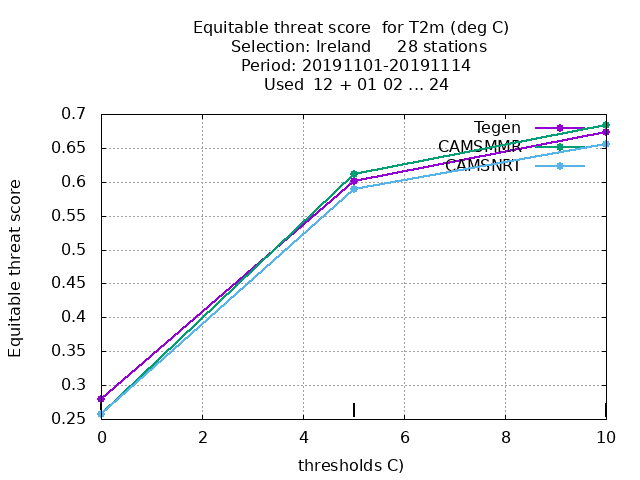 Equitable threat score  for T2m (deg C)
Selection: Ireland     28 stations
Period: 20191101-20191114
Used  12 + 01 02 ... 24
0.7
0.65
0.6
0.55
0.5
0.45
0.4
0.35
0.3
0.25
Equitable threat score
Tegen
CAMSMMR
CAMSNRT
0 2 4 6 8 10
thresholds C)